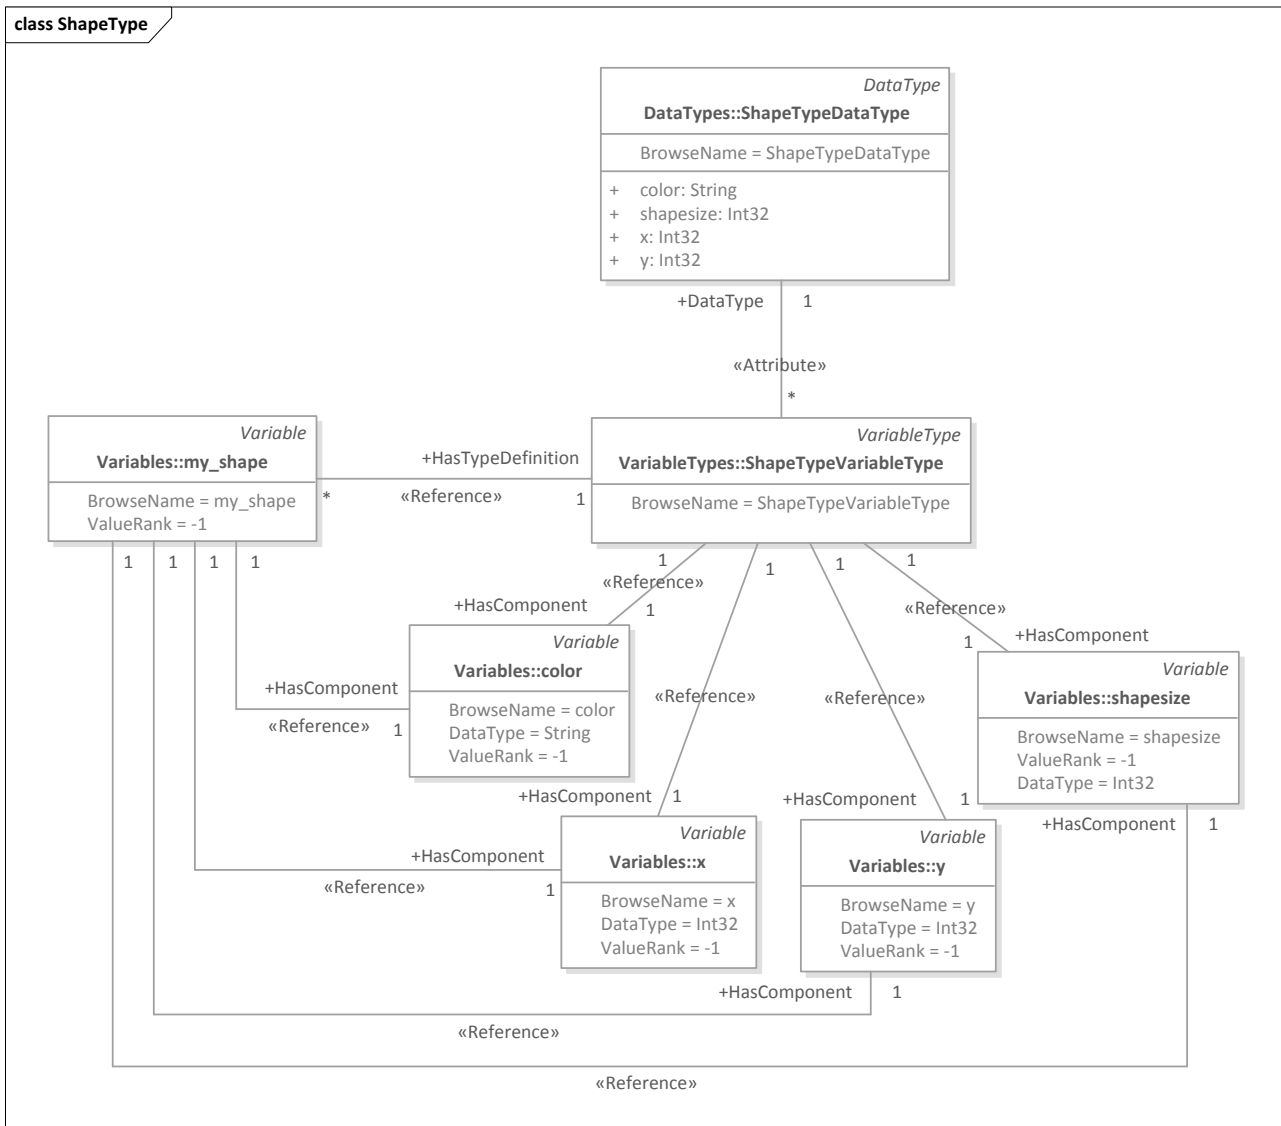 class ShapeType
DataType
DataTypes::ShapeTypeDataType
BrowseName = ShapeTypeDataType
+ color: String
+ shapesize: Int32
+ x: Int32
+ y: Int32
+DataType 1
«Attribute»
*
Variable
Variables::my_shape
BrowseName = my_shape
ValueRank = -1
+HasTypeDefinition
* «Reference» 1
VariableType
VariableTypes::ShapeTypeVariableType
BrowseName = ShapeTypeVariableType
1 1 1 1
1 1 1 1
«Reference»
+HasComponent 1
Variable
Variables::color
BrowseName = color
DataType = String
ValueRank = -1
+HasComponent
«Reference» 1
«Reference»
1 +HasComponent
Variable
Variables::shapesize
BrowseName = shapesize
ValueRank = -1
DataType = Int32
+HasComponent 1
«Reference»
+HasComponent 1
Variable
Variables::x
BrowseName = x
DataType = Int32
ValueRank = -1
+HasComponent
«Reference» 1
«Reference»
+HasComponent 1
Variable
Variables::y
BrowseName = y
DataType = Int32
ValueRank = -1
+HasComponent 1
«Reference»
«Reference»